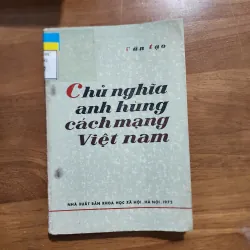 ăn tạo
Chủ nghĩa
anh hùng
cách mạng
Việt nam
NHÀ XUẤT BẢN KHOA HỌC XÃ HỘI . HÀ NỘI . 1972